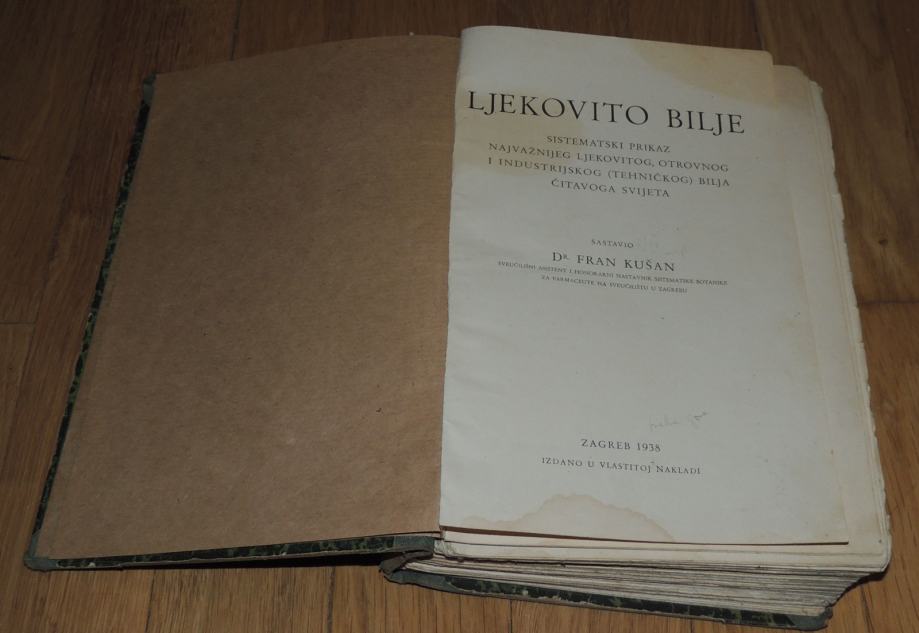 LJEKOVITO BILJE
SISTEMATSKI PRIKAZ
NAJVAŽNIJEG LJEKOVITOG, OTROVNOG
I INDUSTRIJSKOG (TEHNIČKOG) BILJA
ČITAVOGA SVIJETA
SASTAVIO
DR. FRAN KUŠAN
SVEUČILIŠNI ASISTENT I HONORARNI NASTAVNIK SISTEMATSKE BOTANIKE
ZA FARMACEUTE NA SVEUČILIŠTU U ZAGREBU
ZAGREB 1938
IZDANO U VLASTITOJ NAKLADI